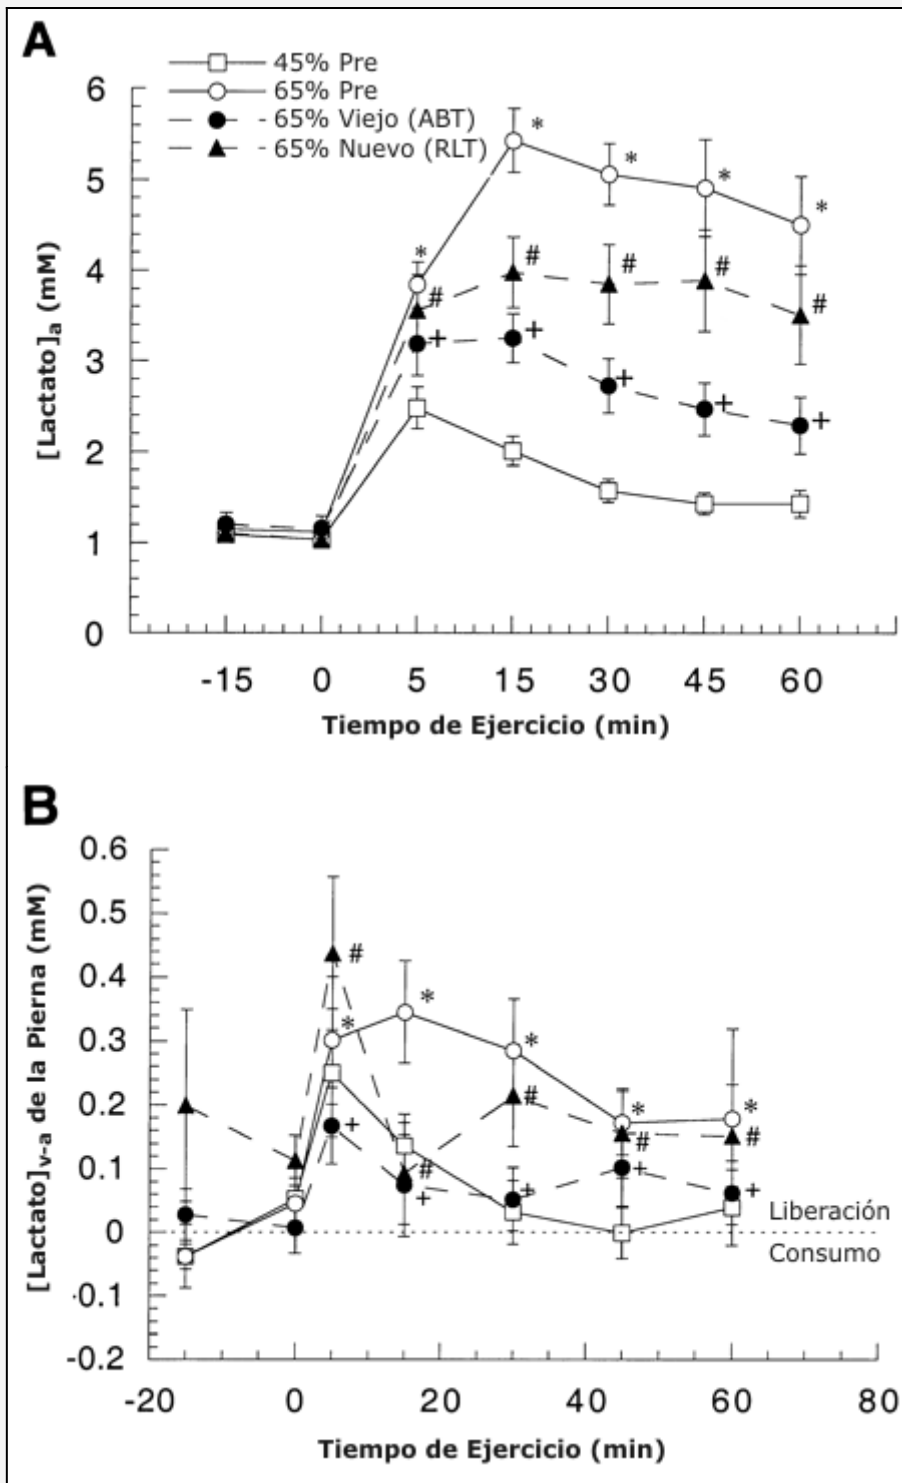 A
45% Pre
65% Pre
65% Viejo (ABT)
65% Nuevo (RLT)
6
5
4
3
2
1
0
[Lactato]a (mM)
* * * * *
# # # # #
+ + + + +
-15 0 5 15 30 45 60
Tiempo de Ejercicio (min)
B
0.6
0.5
0.4
0.3
0.2
0.1
0
-0.1
-0.2
[Lactato]v-a de la Pierna (mM)
# * * * # * # * #
+ # + + + +
Liberación
Consumo
-20 0 20 40 60 80
Tiempo de Ejercicio (min)